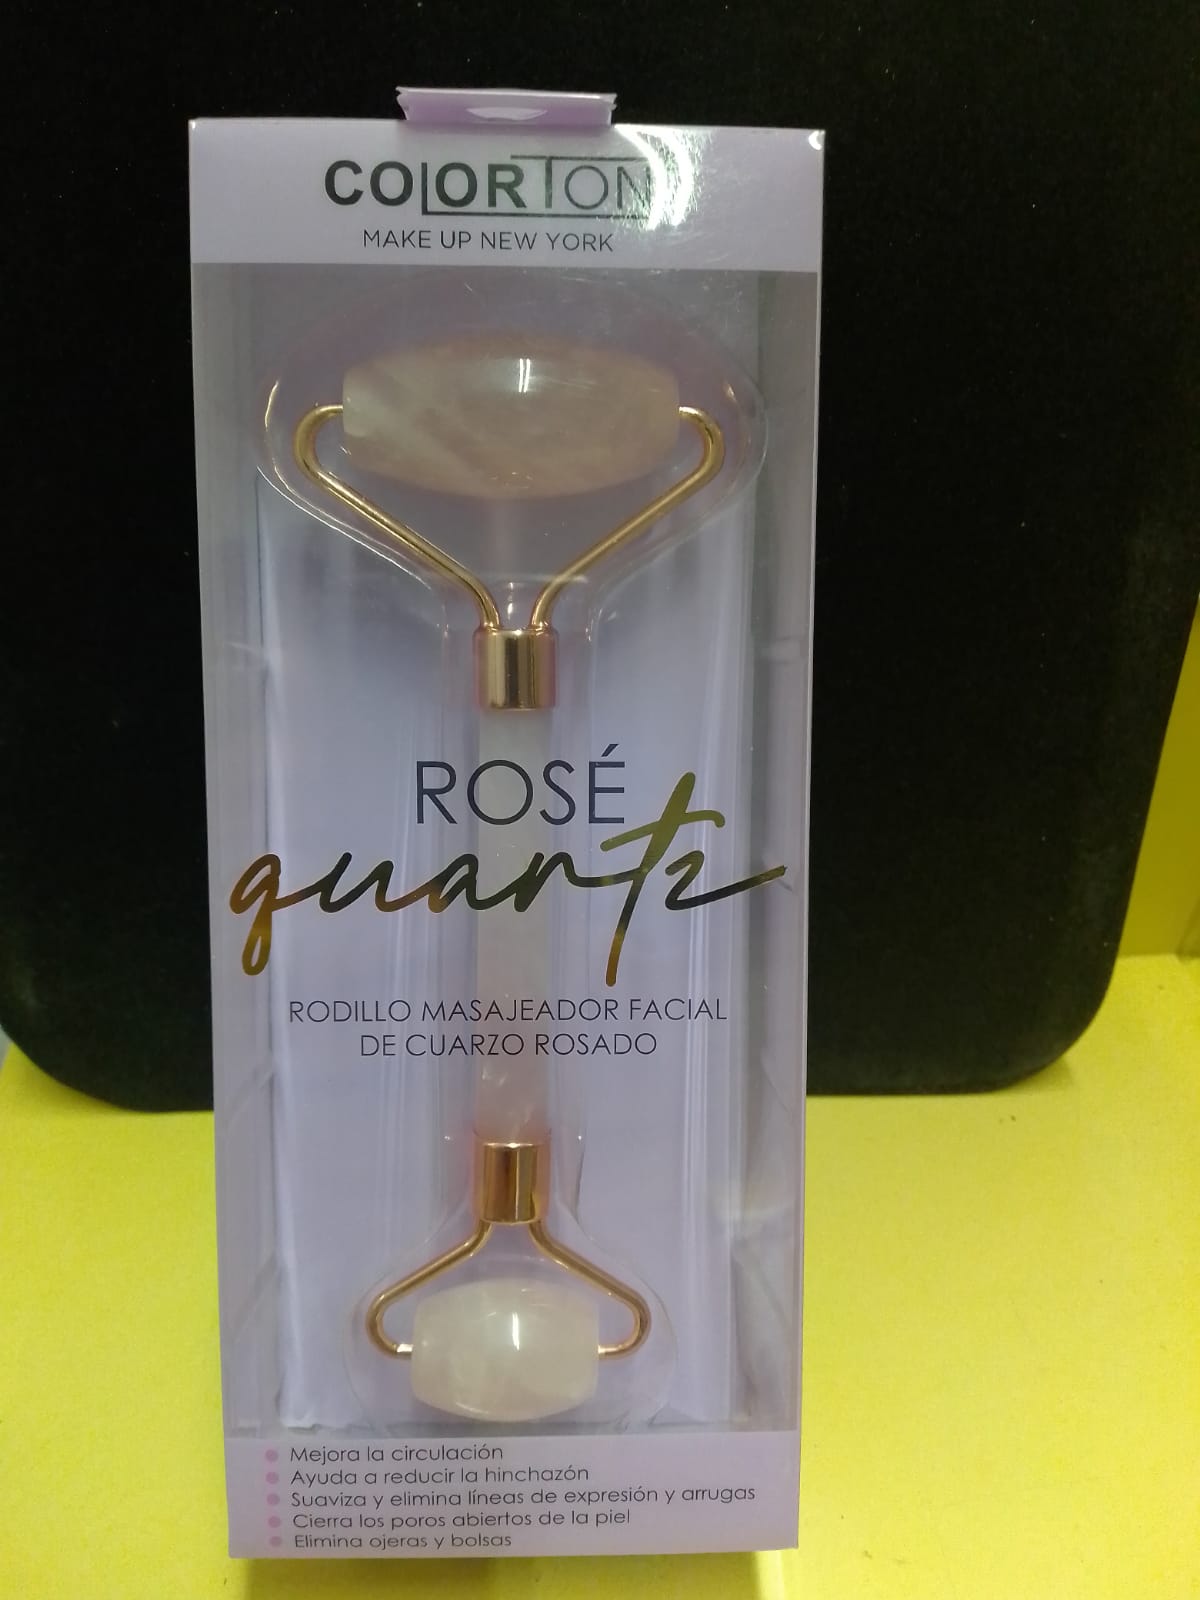 COLORTON
MAKE UP NEW YORK
ROSÉ
quartz
RODILLO MASAJEADOR FACIAL
DE CUARZO ROSADO
Mejora la circulación
Ayuda a reducir la hinchazón
Suaviza y elimina líneas de expresión y arrugas
Cierra los poros abiertos de la piel
Elimina ojeras y bolsas